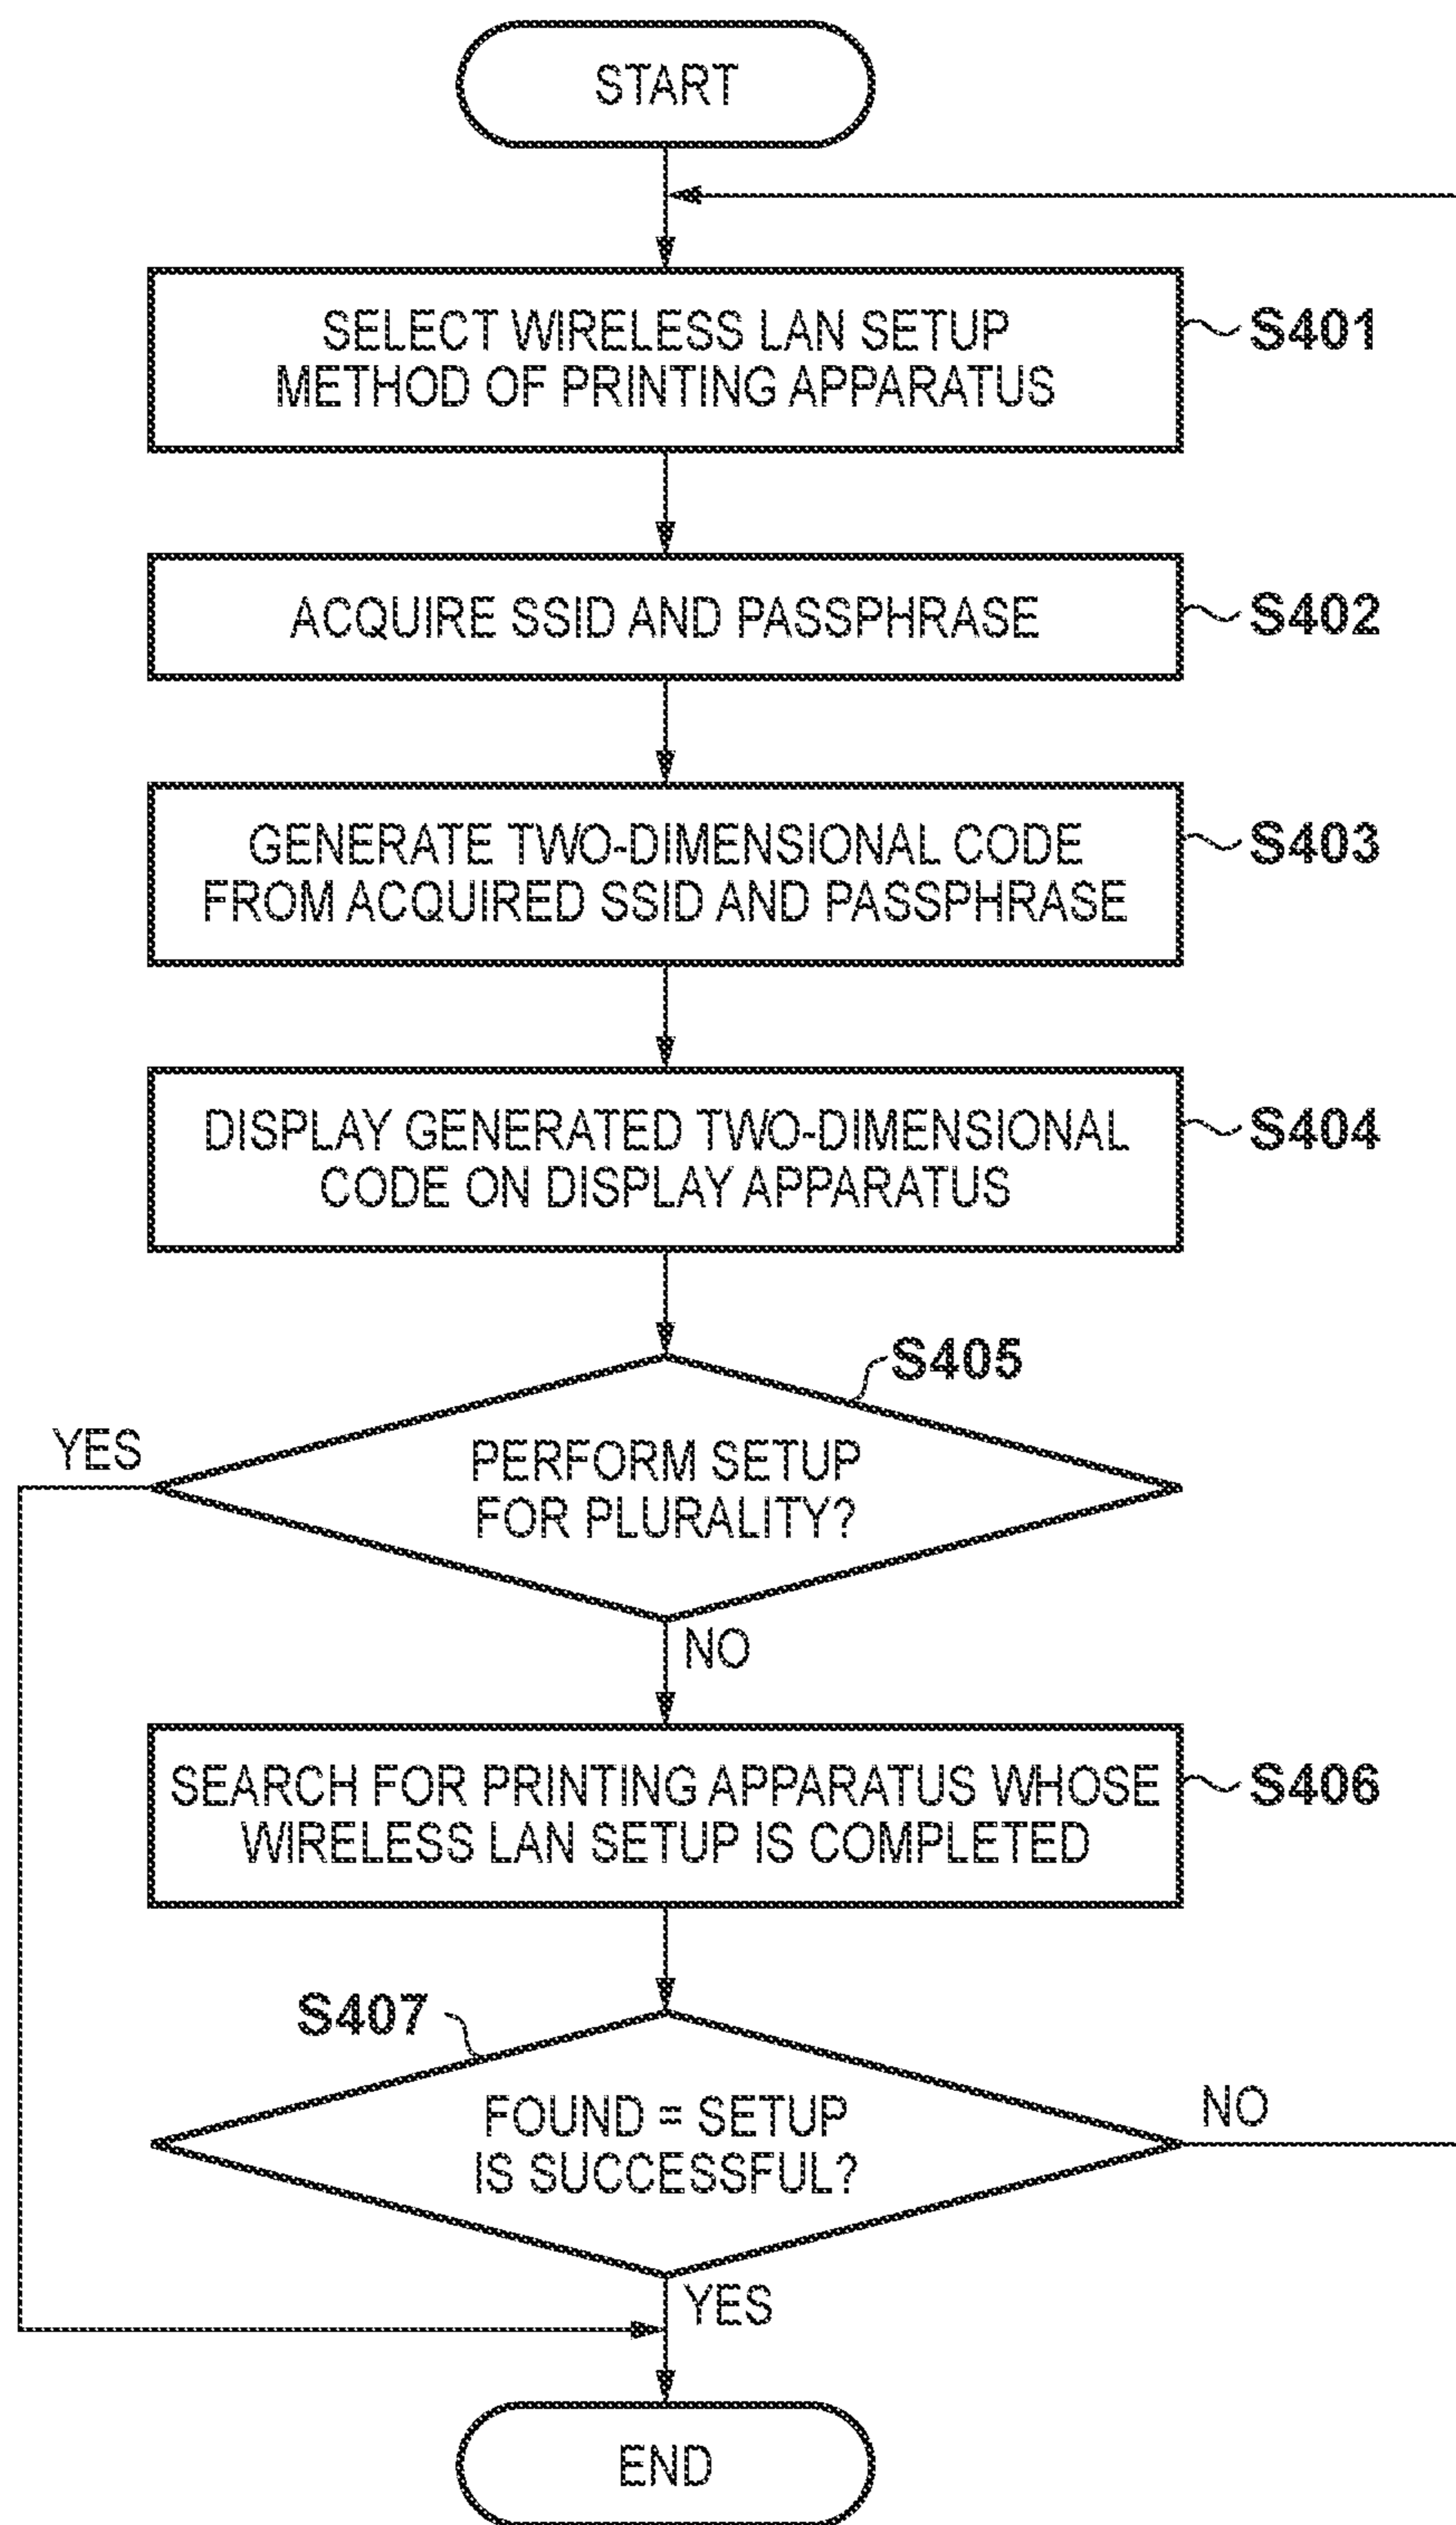 START
SELECT WIRELESS LAN SETUP
METHOD OF PRINTING APPARATUS
S401
ACQUIRE SSID AND PASSPHRASE
S402
GENERATE TWO-DIMENSIONAL CODE
FROM ACQUIRED SSID AND PASSPHRASE
S403
DISPLAY GENERATED TWO-DIMENSIONAL
CODE ON DISPLAY APPARATUS
S404
S405
YES
PERFORM SETUP
FOR PLURALITY?
NO
SEARCH FOR PRINTING APPARATUS WHOSE
WIRELESS LAN SETUP IS COMPLETED
S406
S407
FOUND = SETUP
IS SUCCESSFUL?
NO
YES
END